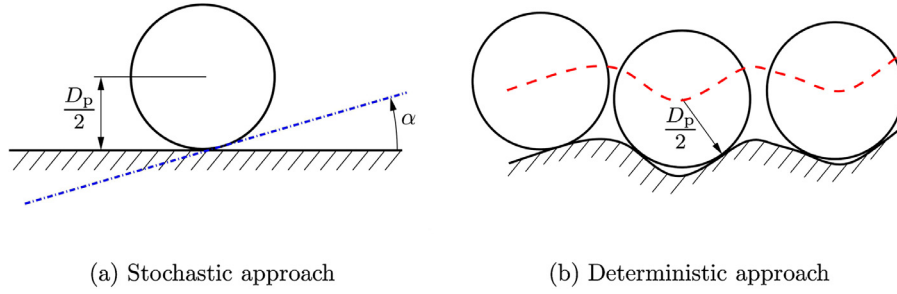 D_p
2
α
D_p
2
(a) Stochastic approach
(b) Deterministic approach